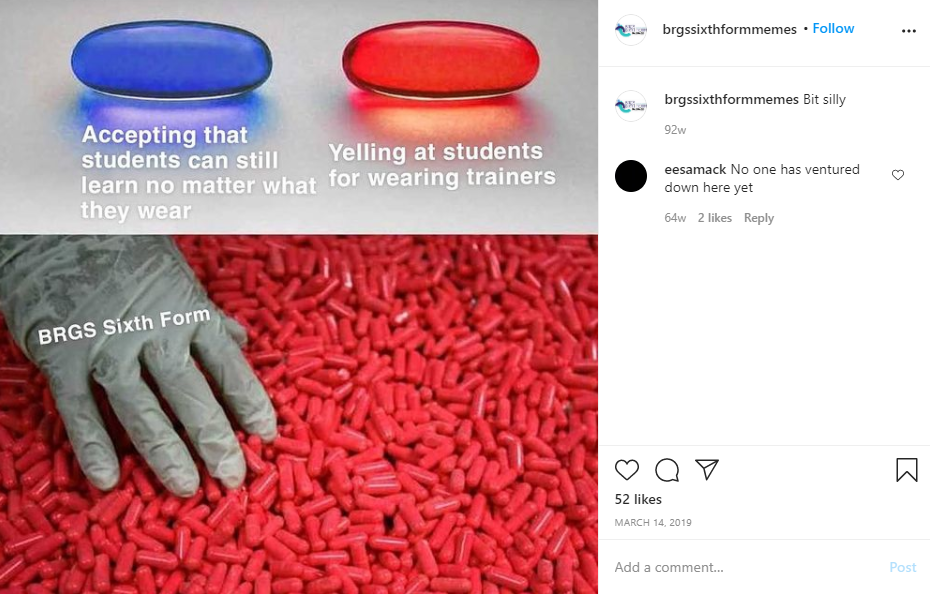 Accepting that
students can still
learn no matter what
they wear
Yelling at students
for wearing trainers
BRGS Sixth Form
brgssixthformmemes • Follow
brgssixthformmemes Bit silly
92w
eesamack No one has ventured
down here yet
64w 2 likes Reply
52 likes
MARCH 14, 2019
Add a comment... Post